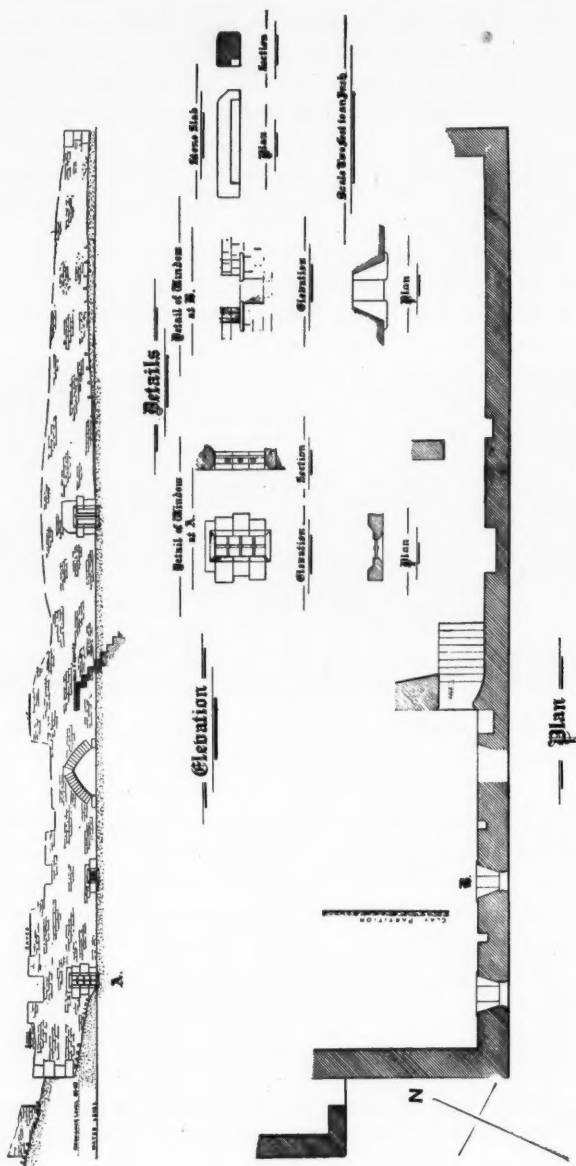 A.
Elevation
Details
Detail of Window
at A.
Elevation
Section
Plan
Detail of Window
at B.
Elevation
Plan
Stone Slab
Plan
Section
Scale Two feet to an Inch
CLAY PARTITION
B.
N
Plan